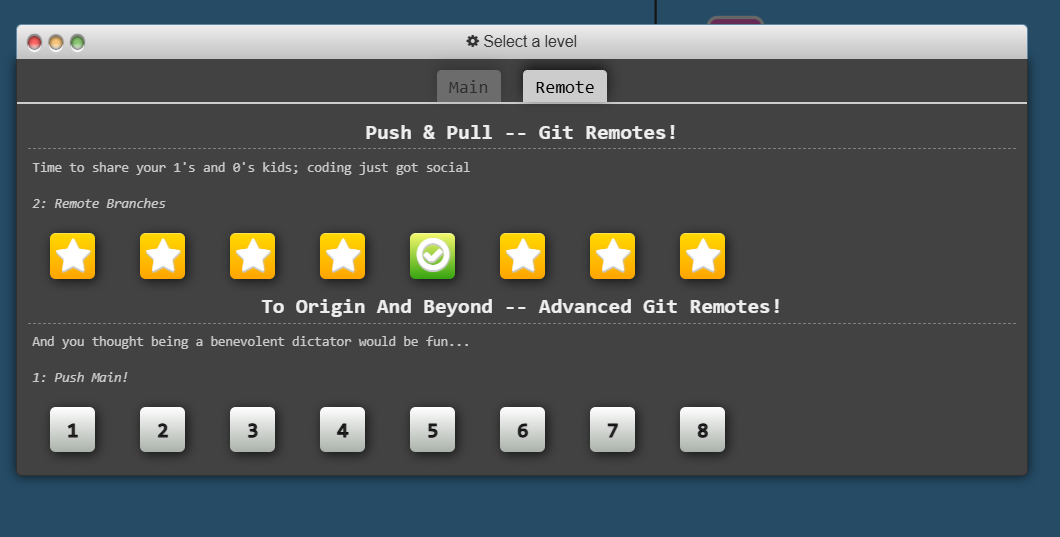 Select a level
Main Remote
Push & Pull -- Git Remotes!
Time to share your 1's and 0's kids; coding just got social
2: Remote Branches
To Origin And Beyond -- Advanced Git Remotes!
And you thought being a benevolent dictator would be fun...
1: Push Main!
1 2 3 4 5 6 7 8